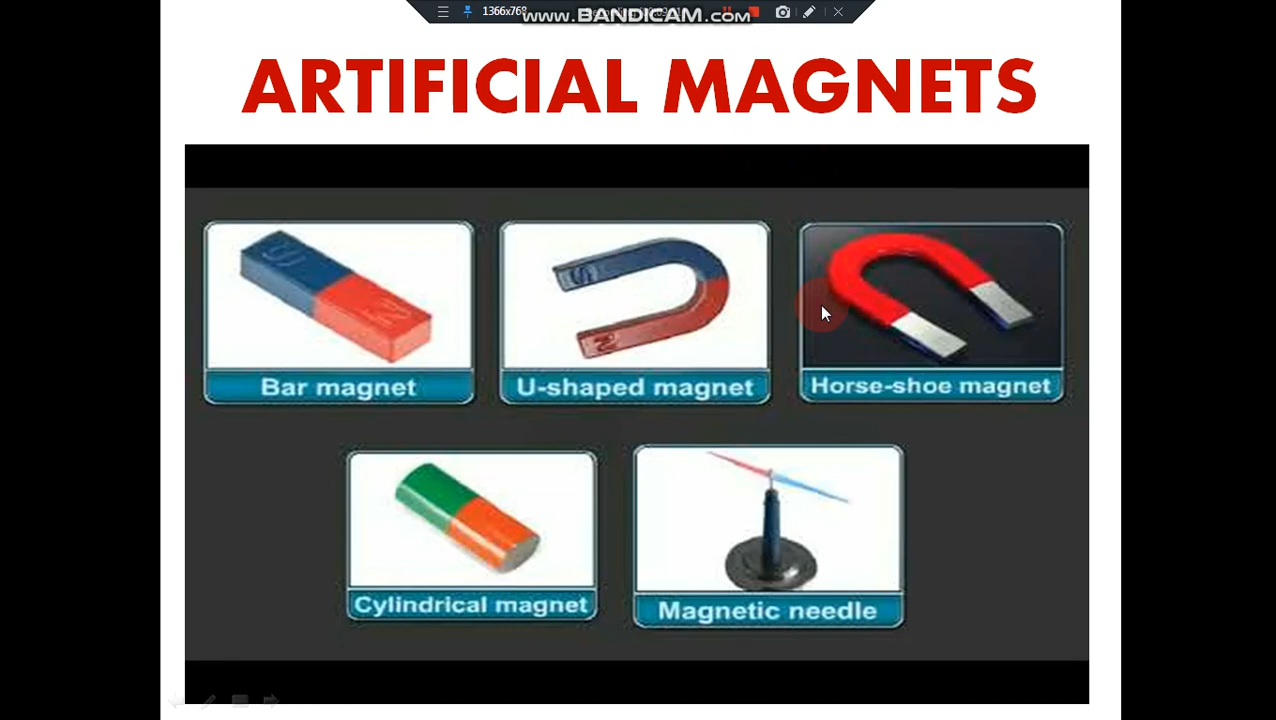 1366x768
www.BANDICAM.com
ARTIFICIAL MAGNETS
S
N
Bar magnet
S
N
U-shaped magnet
Horse-shoe magnet
Cylindrical magnet
Magnetic needle